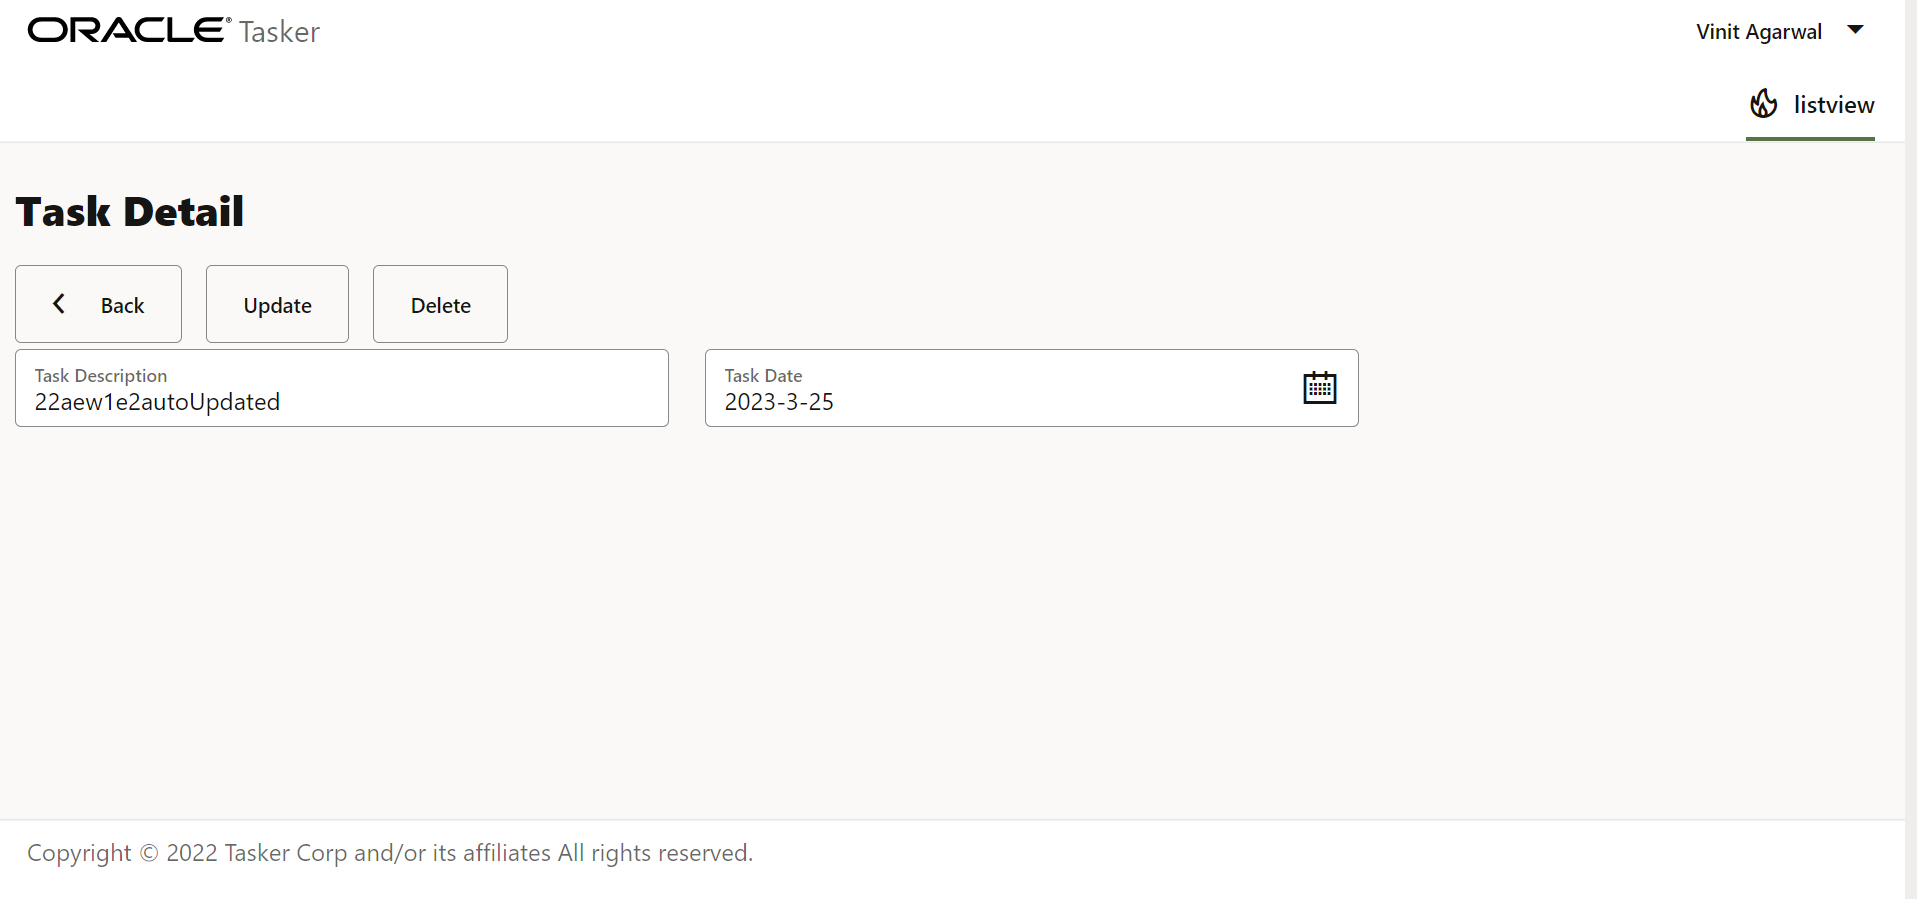 ORACLE® Tasker
Vinit Agarwal
listview
Task Detail
Back
Update
Delete
Task Description
22aew1e2autoUpdated
Task Date
2023-3-25
Copyright © 2022 Tasker Corp and/or its affiliates All rights reserved.